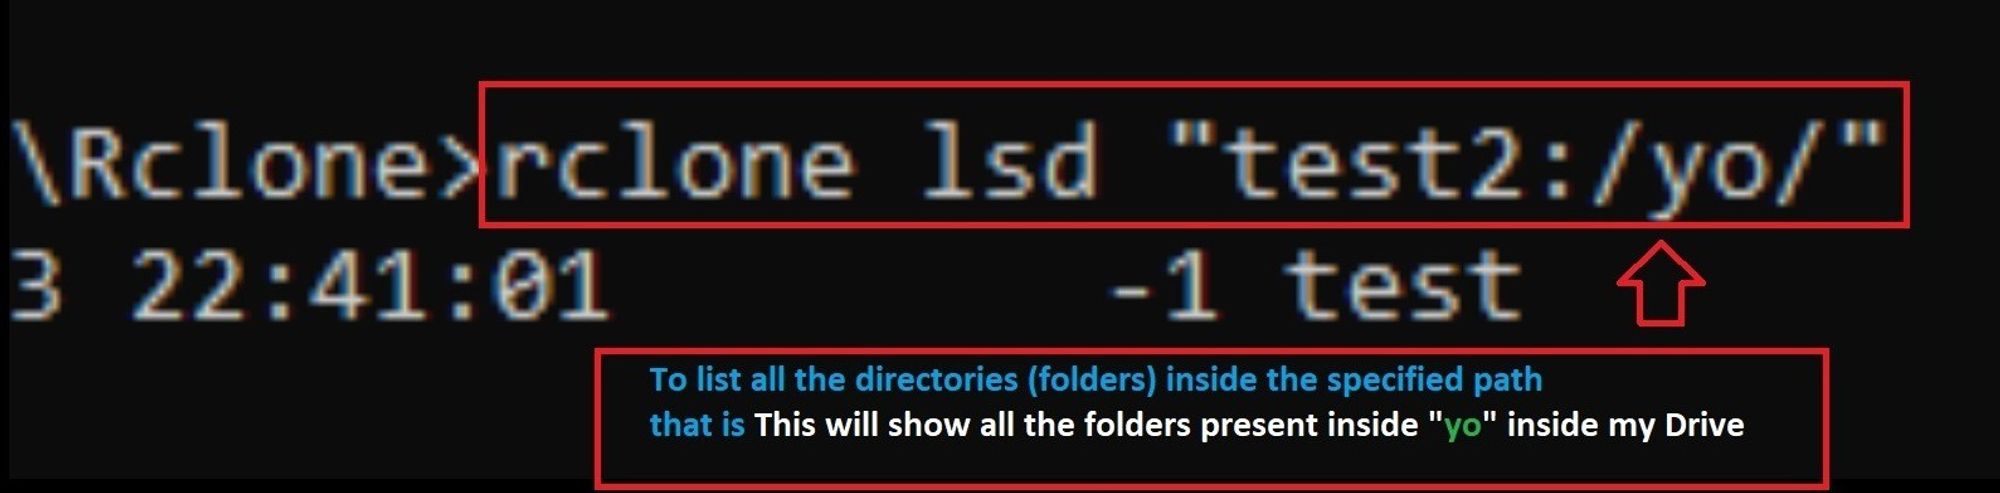 \Rclone>rclone lsd "test2:/yo/"
3 22:41:01 -1 test
To list all the directories (folders) inside the specified path
that is This will show all the folders present inside "yo" inside my Drive